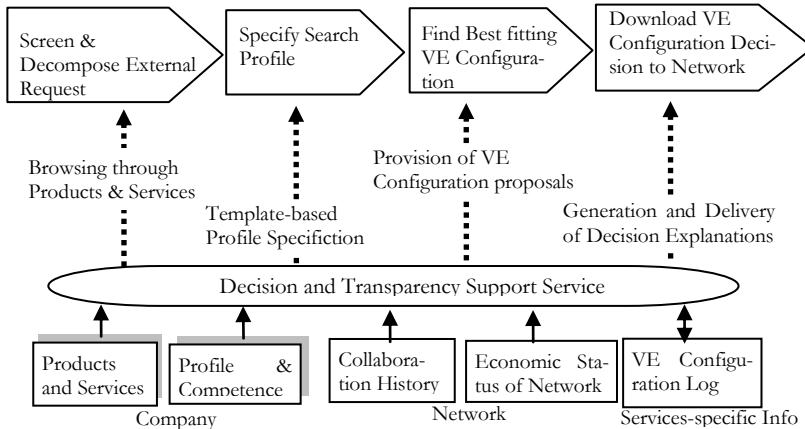 Screen &
Decompose External
Request
Specify Search
Profile
Find Best fitting
VE Configura-
tion
Download VE
Configuration Deci-
sion to Network
Browsing through
Products & Services
Template-based
Profile Specifiction
Provision of VE
Configuration proposals
Generation and Delivery
of Decision Explanations
Decision and Transparency Support Service
Products
and Services
Profile &
Competence
Collabora-
tion History
Economic Sta-
tus of Network
VE Configu-
ration Log
Company
Network
Services-specific Info